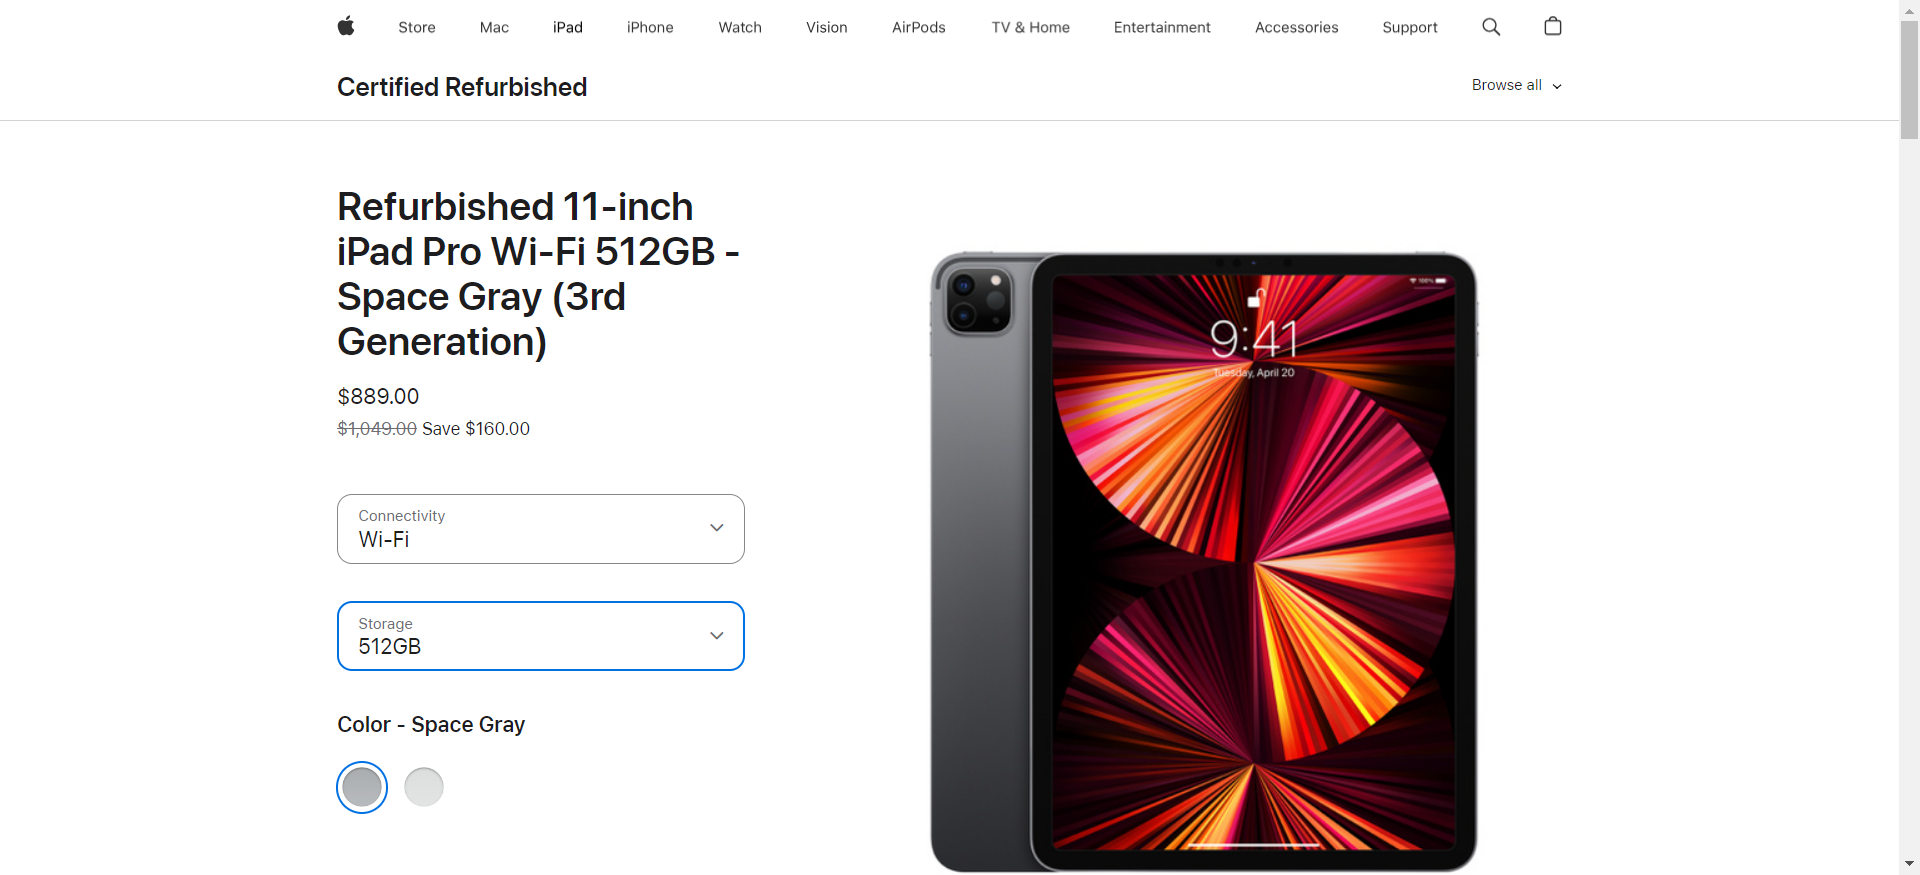 Store Mac iPad iPhone Watch Vision AirPods TV & Home Entertainment Accessories Support
Certified Refurbished
Browse all
Refurbished 11-inch
iPad Pro Wi-Fi 512GB -
Space Gray (3rd
Generation)
$889.00
$1,049.00 Save $160.00
Connectivity
Wi-Fi
Storage
512GB
Color - Space Gray
100%
9:41
Tuesday, April 20